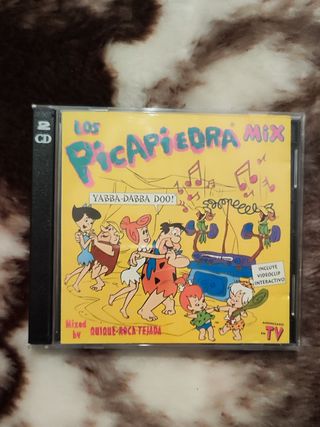 2
CD
LOS
PICAPIEDRA MIX
YABBA-DABBA DOO!
INCLUYE
VIDEOCLIP
INTERACTIVO
Mixed
by QUIQUE-ROCA-TEJADA
TV